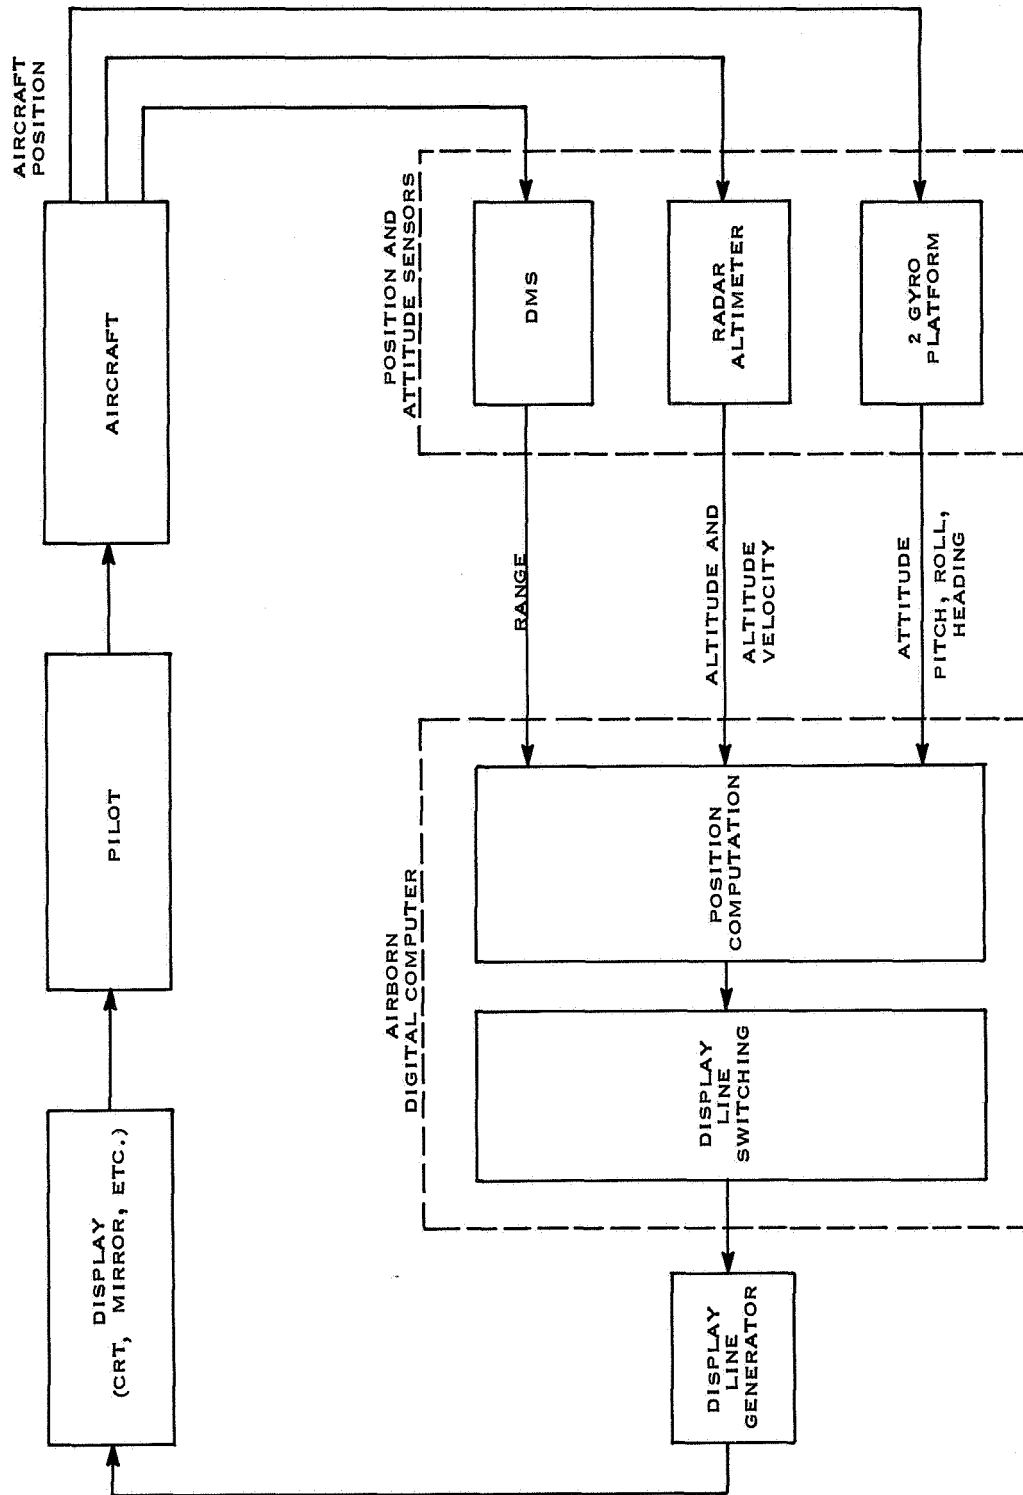 DISPLAY
(CRT, MIRROR, ETC.)
PILOT
AIRCRAFT
AIRCRAFT
POSITION
AIRBORN
DIGITAL COMPUTER
POSITION AND
ATTITUDE SENSORS
DISPLAY
LINE
GENERATOR
DISPLAY
LINE
SWITCHING
POSITION
COMPUTATION
RANGE
ALTITUDE AND
ALTITUDE
VELOCITY
ATTITUDE
PITCH, ROLL,
HEADING
DMS
RADAR
ALTIMETER
2 GYRO
PLATFORM